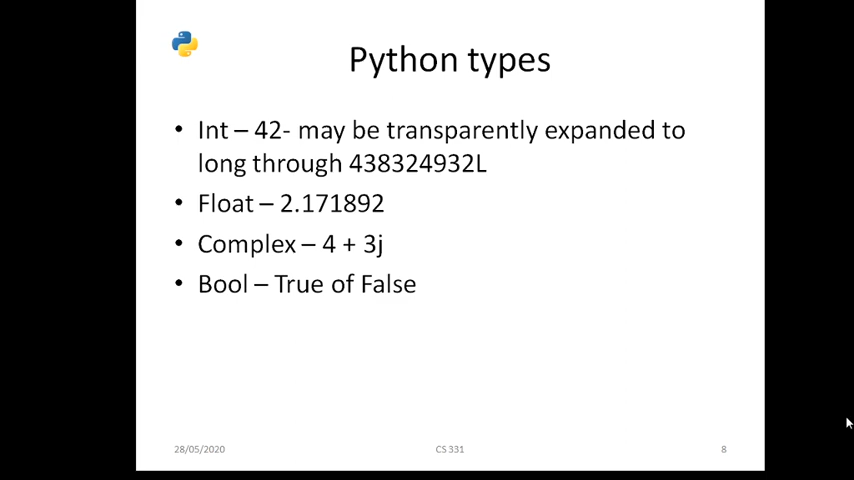 Python types
• Int – 42- may be transparently expanded to
long through 438324932L
• Float – 2.171892
• Complex – 4 + 3j
• Bool – True of False
28/05/2020
CS 331
8